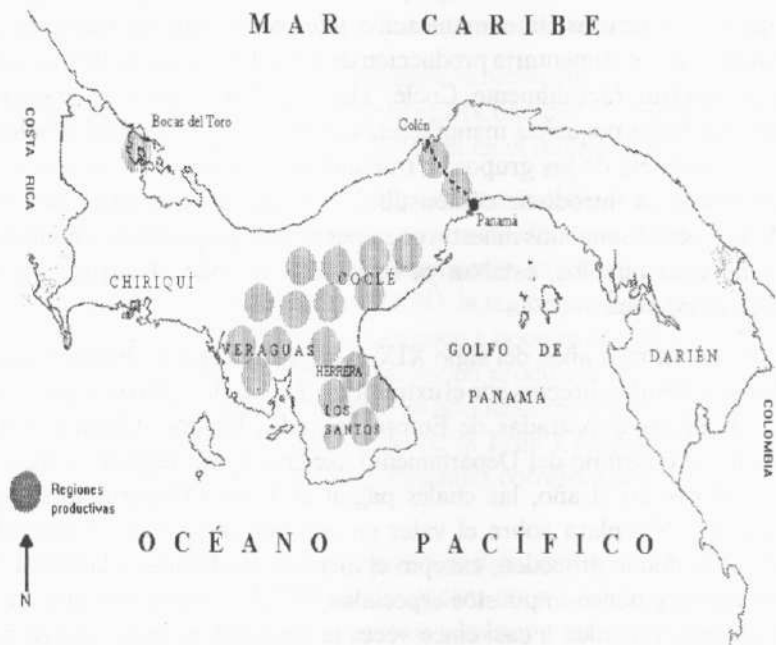 MAR CARIBE
COSTA RICA
Bocas del Toro
Colón
Panamá
CHIRIQUÍ
COCLÉ
VERAGUAS
HERRERA
LOS
SANTOS
GOLFO DE
PANAMÁ
DARIÉN
COLOMBIA
Regiones
productivas
OCÉANO PACIFICO
N